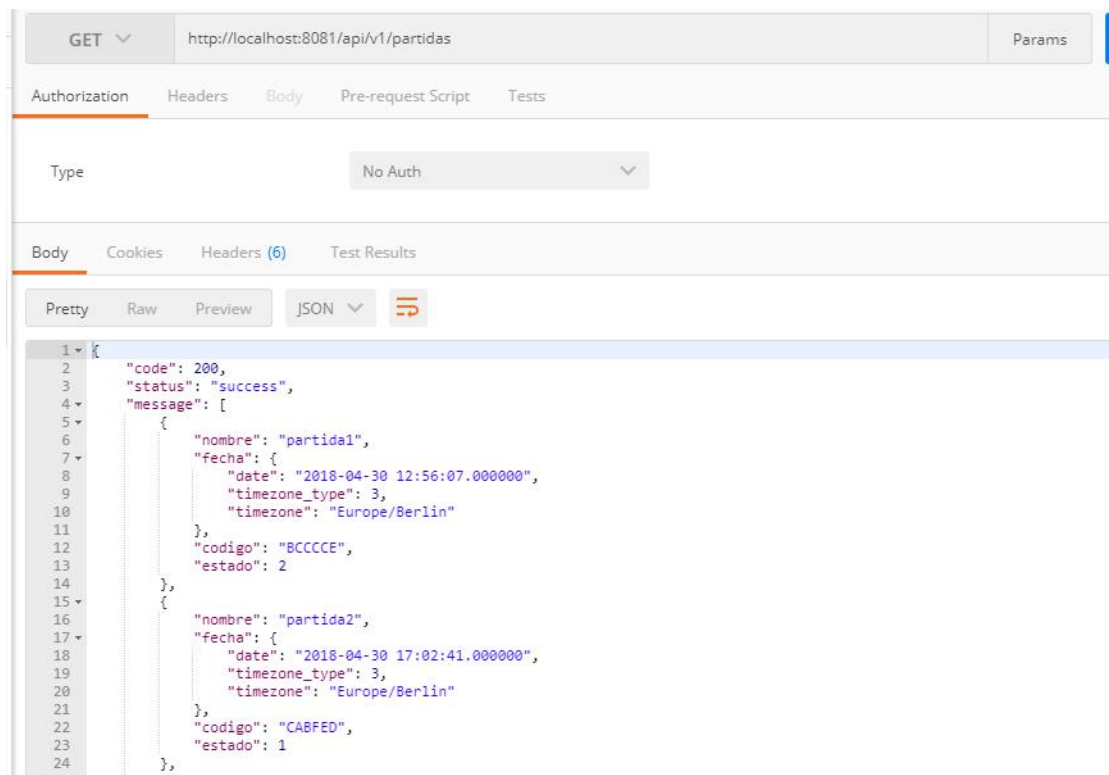 GET http://localhost:8081/api/v1/partidas Params
Authorization Headers Body Pre-request Script Tests
Type No Auth
Body Cookies Headers (6) Test Results
Pretty Raw Preview JSON
1 {
2 "code": 200,
3 "status": "success",
4 "message": [
5 {
6 "nombre": "partida1",
7 "fecha": {
8 "date": "2018-04-30 12:56:07.000000",
9 "timezone_type": 3,
10 "timezone": "Europe/Berlin"
11 },
12 "codigo": "BCCCCE",
13 "estado": 2
14 },
15 {
16 "nombre": "partida2",
17 "fecha": {
18 "date": "2018-04-30 17:02:41.000000",
19 "timezone_type": 3,
20 "timezone": "Europe/Berlin"
21 },
22 "codigo": "CABFED",
23 "estado": 1
24 },